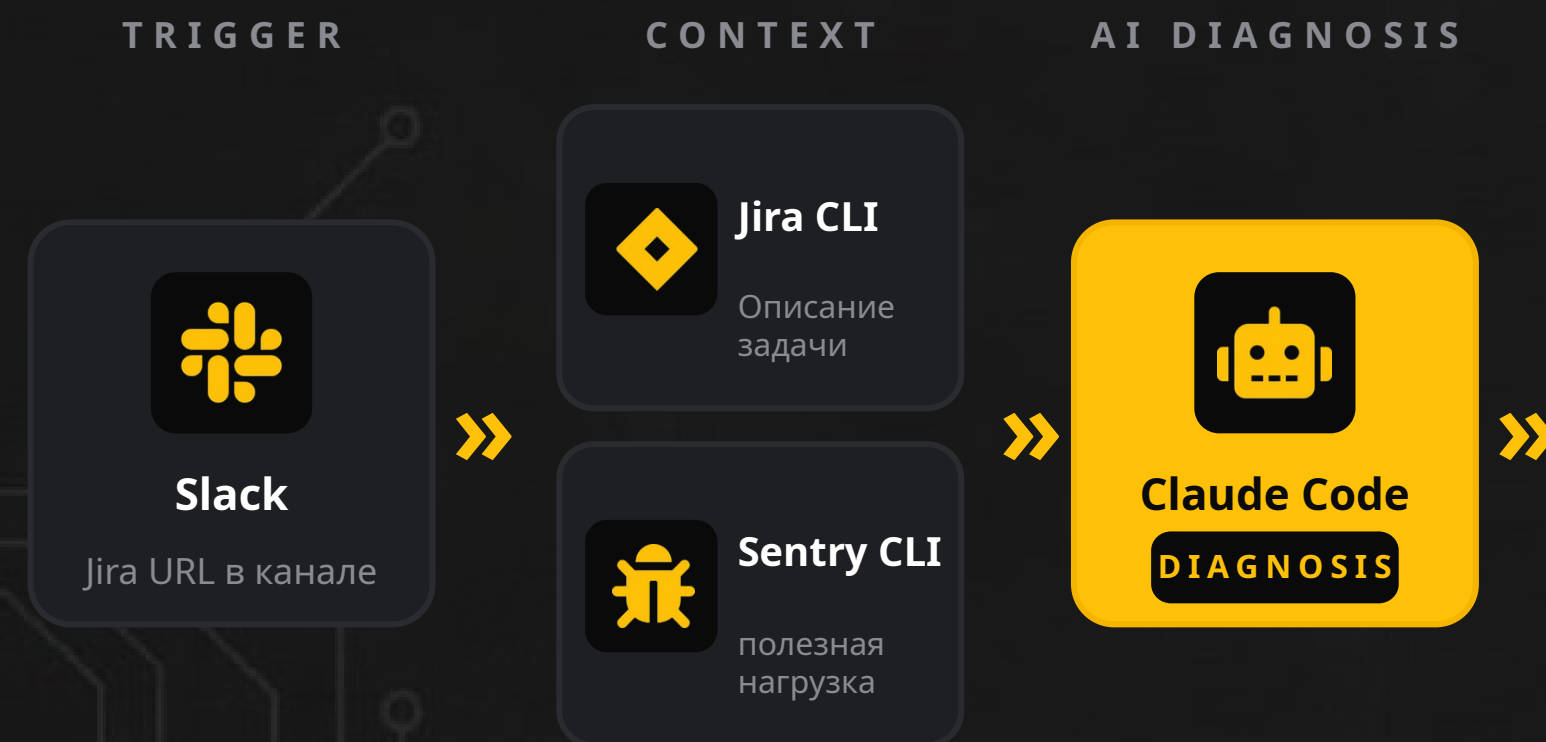 TRIGGER
CONTEXT
AI DIAGNOSIS
Slack
Jira URL в канале
Jira CLI
Описание
задачи
Sentry CLI
полезная
нагрузка
Claude Code
DIAGNOSIS